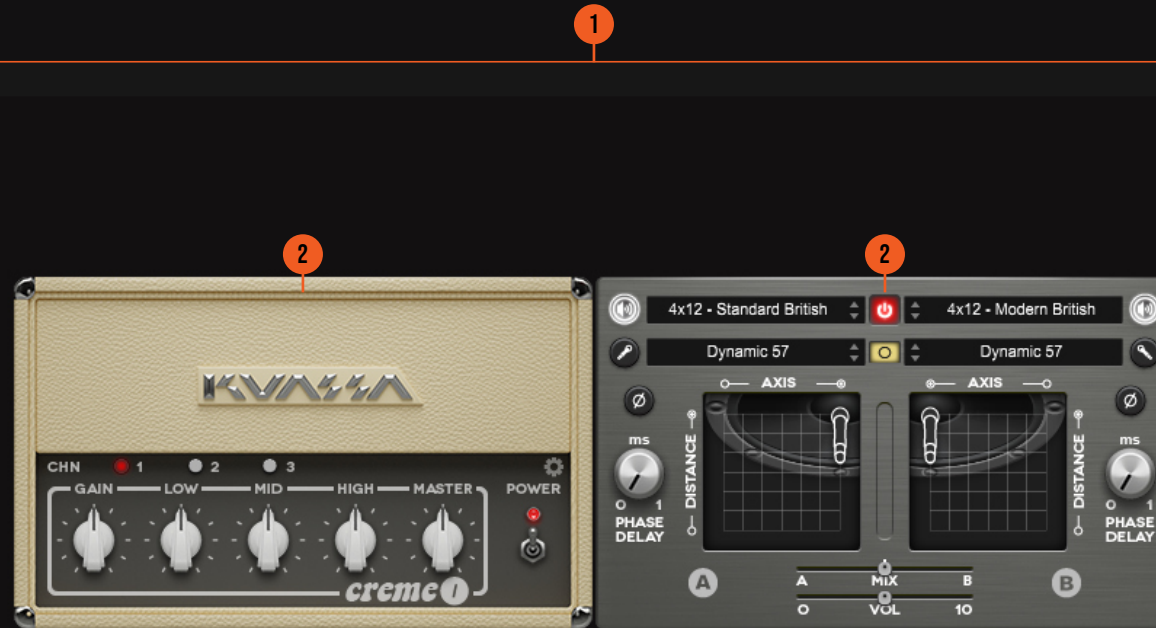 1
2
2
4x12 - Standard British
4x12 - Modern British
Dynamic 57
O
Dynamic 57
KVASSA
AXIS
AXIS
Ø
Ø
ms
ms
DISTANCE
DISTANCE
CHN 1 2 3
GAIN LOW MID HIGH MASTER POWER
0 1
0 1
PHASE DELAY
PHASE DELAY
creme 1
A
A MIX B
B
0 VOL 10